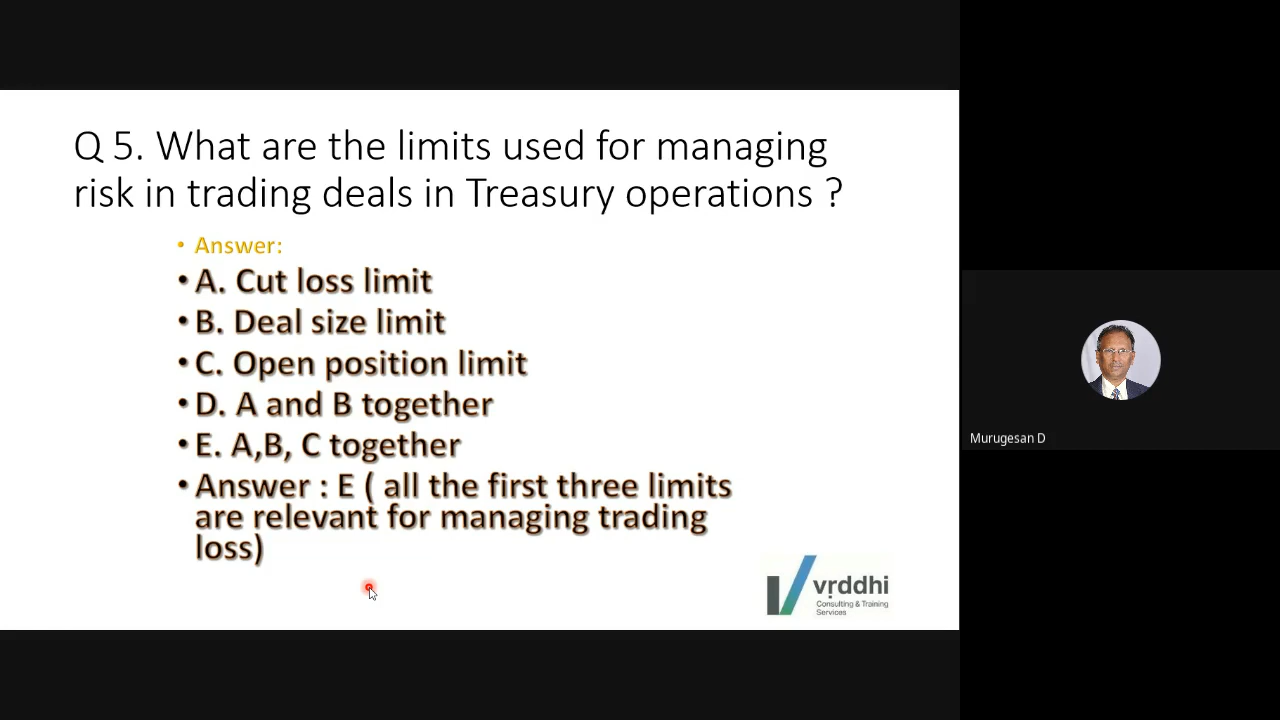 Q 5. What are the limits used for managing
risk in trading deals in Treasury operations ?
• Answer:
• A. Cut loss limit
• B. Deal size limit
• C. Open position limit
• D. A and B together
• E. A,B, C together
• Answer : E ( all the first three limits
are relevant for managing trading
loss)
vṛddhi
Consulting & Training
Services
Murugesan D